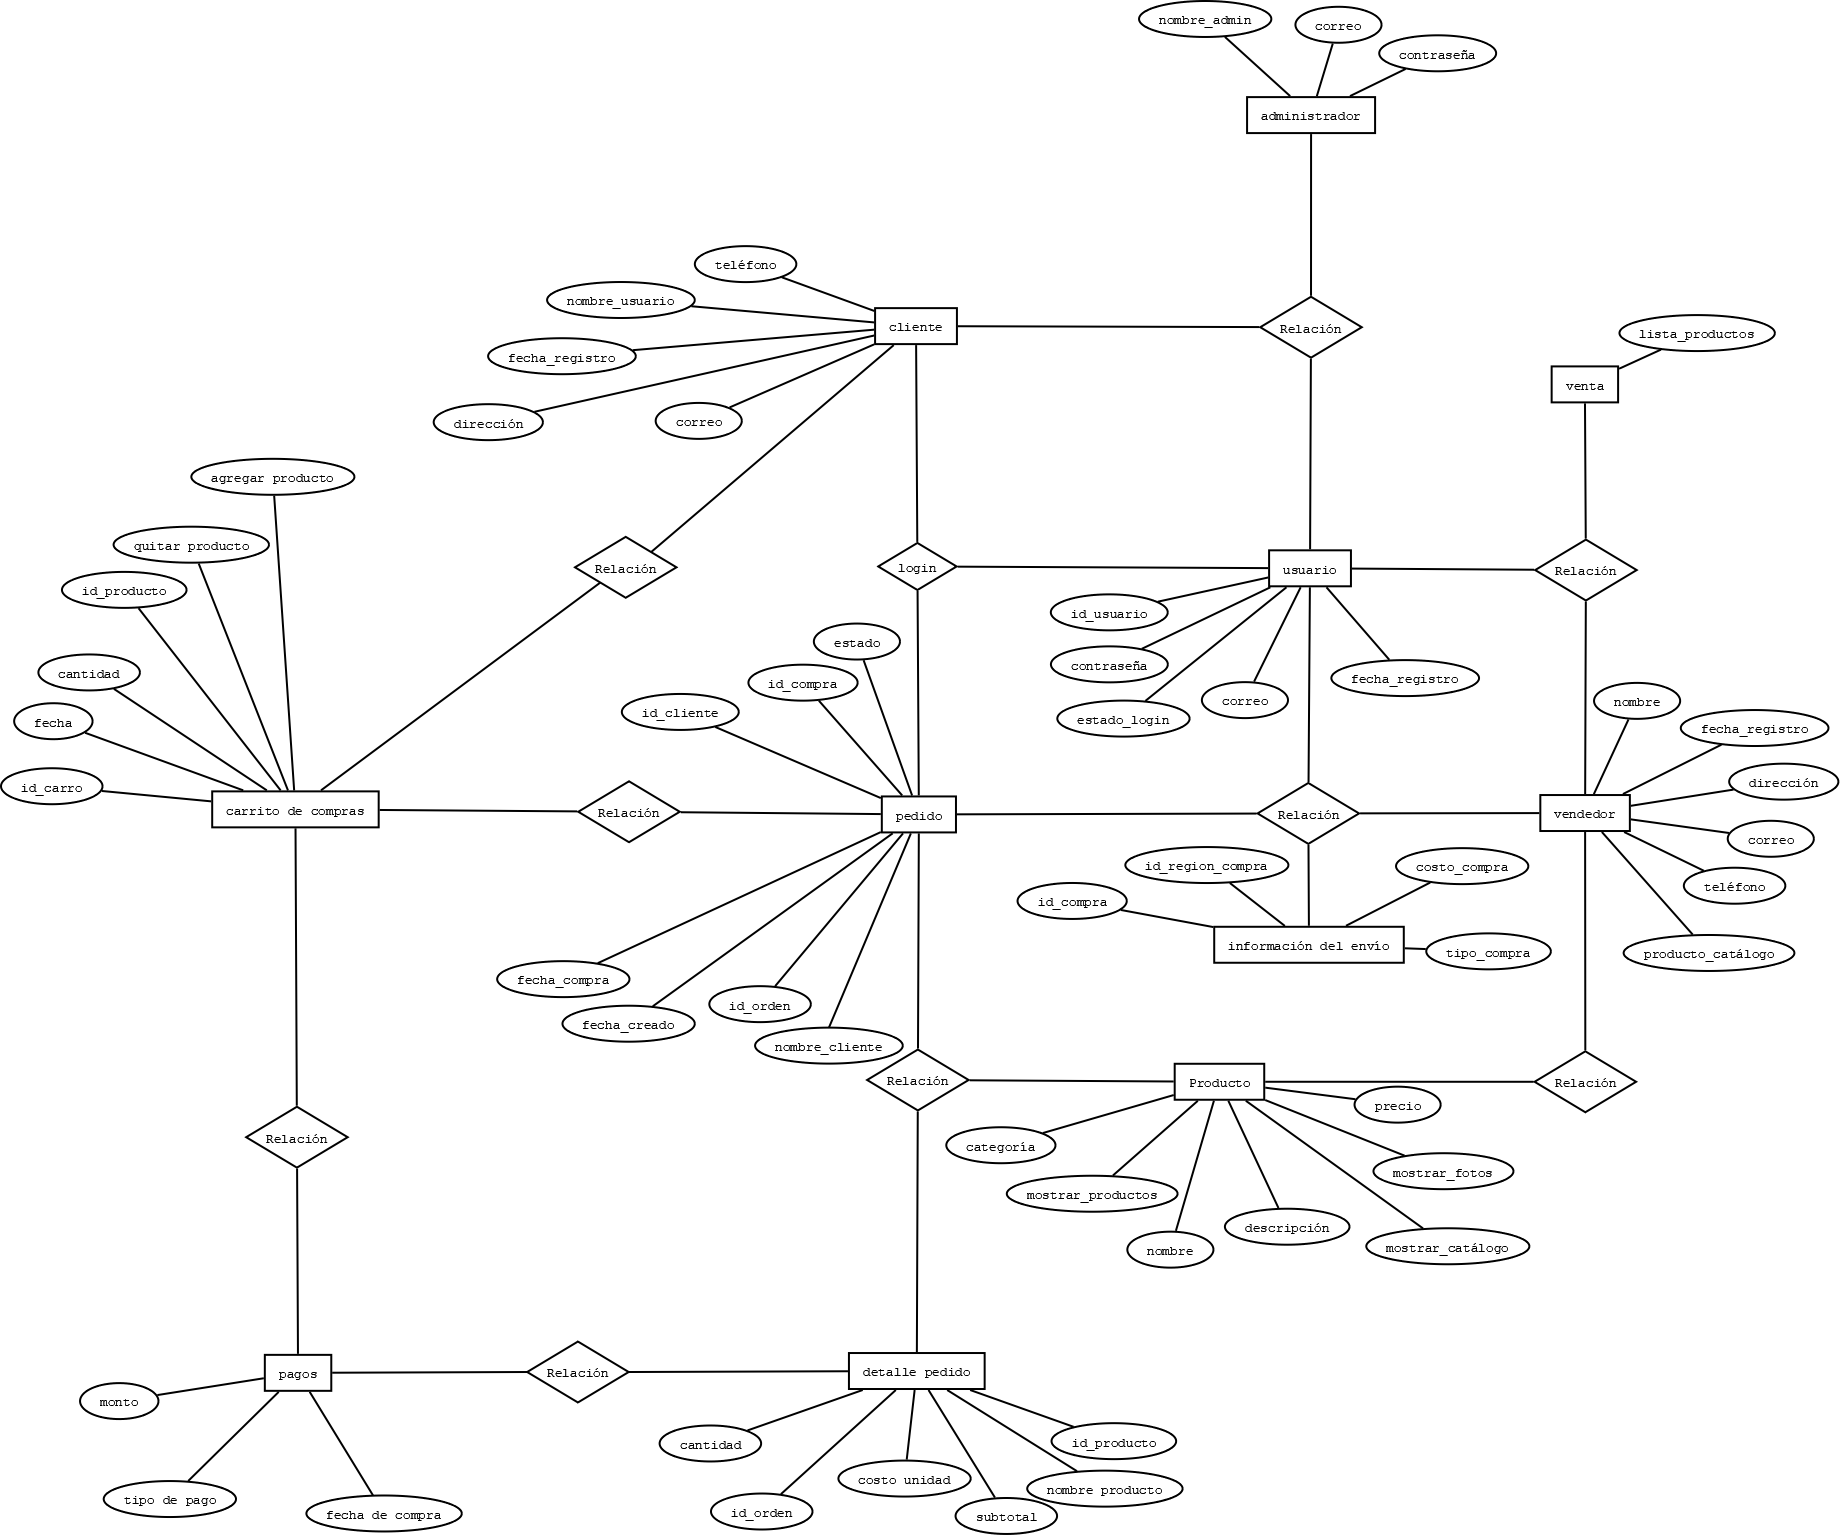 nombre_admin
correo
contraseña
administrador
teléfono
nombre_usuario
cliente
Relación
lista_productos
fecha_registro
venta
dirección
correo
agregar producto
quitar producto
Relación
login
usuario
Relación
id_producto
id_usuario
estado
contraseña
cantidad
id_compra
fecha_registro
id_cliente
correo
nombre
fecha
estado_login
fecha_registro
id_carro
dirección
carrito de compras
Relación
pedido
Relación
vendedor
correo
id_region_compra
costo_compra
teléfono
id_compra
información del envío
tipo_compra
producto_catálogo
fecha_compra
id_orden
fecha_creado
nombre_cliente
Relación
Producto
Relación
precio
Relación
categoría
mostrar_fotos
mostrar_productos
descripción
nombre
mostrar_catálogo
pagos
Relación
detalle pedido
monto
cantidad
id_producto
costo unidad
nombre producto
tipo de pago
fecha de compra
id_orden
subtotal